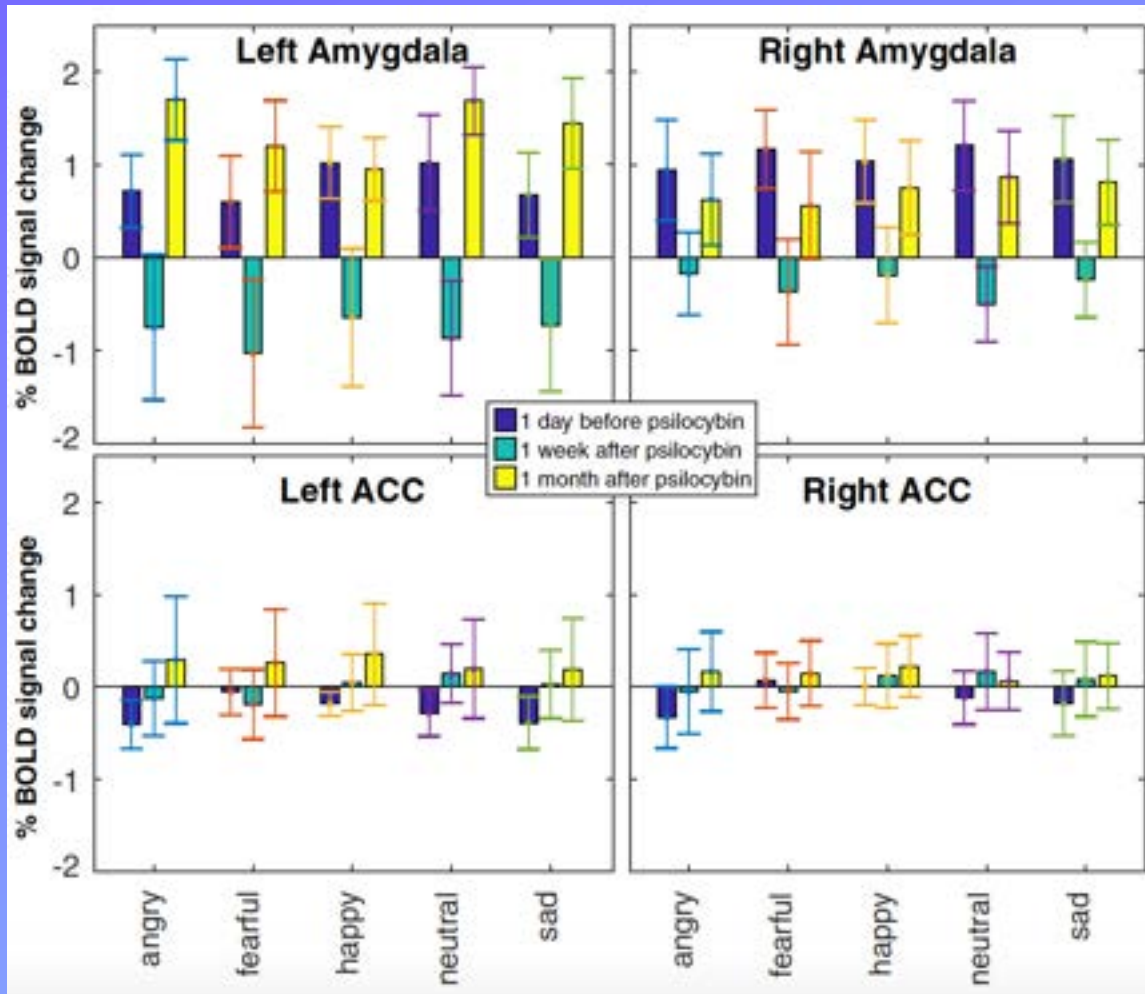 Left Amygdala
Right Amygdala
% BOLD signal change
2
1
0
-1
-2
1 day before psilocybin
1 week after psilocybin
1 month after psilocybin
Left ACC
Right ACC
% BOLD signal change
2
1
0
-1
-2
angry
fearful
happy
neutral
sad
angry
fearful
happy
neutral
sad